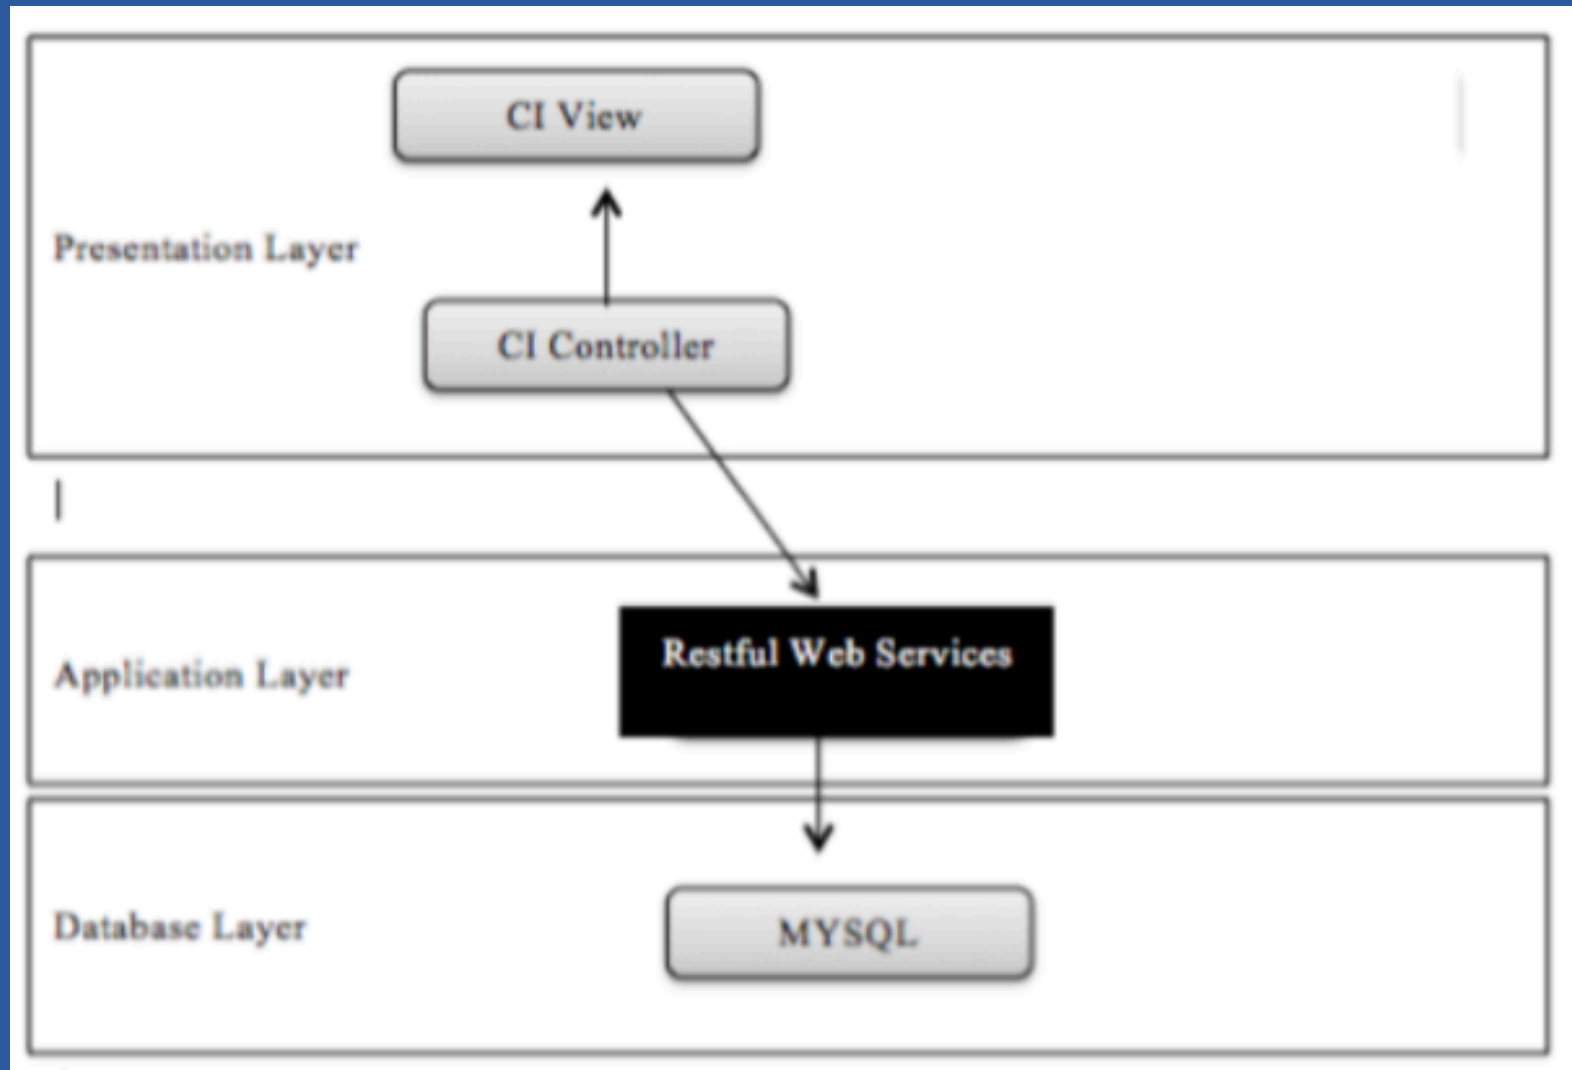 CI View
Presentation Layer
CI Controller
Restful Web Services
Application Layer
Database Layer
MYSQL